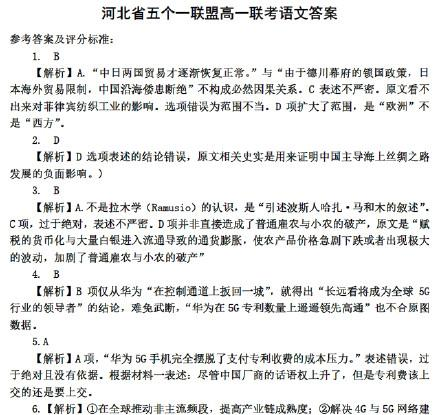 河北省五个一联盟高一联考语文答案
参考答案及评分标准：
1. B
【解析】A.“中日两国贸易才逐渐恢复正常。”与“由于德川幕府的锁国政策，日
本海外贸易限制，中国沿海倭患断绝”不构成必然因果关系。C 表述不严密。原文看不
出来对菲律宾纺织工业的影响。选项错误为范围不当。D 项扩大了范围，是“欧洲”不
是“西方”。
2. D
【解析】D 选项表述的结论错误，原文相关史实是用来证明中国主导海上丝绸之路
发展的负面影响。）
3. B
【解析】A.不是拉木学（Ramusio）的认识，是“引述波斯人哈扎·马和木的叙述”。
C项，过于绝对，表述不严密。D项并非直接造成了普通雇农与小农的破产，原文是“赋
税的货币化与大量白银进入流通导致的通货膨胀，使农产品价格急剧下跌或者出现极大
的波动，加剧了普通雇农与小农的破产”
4. B
【解析】B 项仅从华为“在控制通道上扳回一城”，就得出“长远看将成为全球 5G
行业的领导者”的结论，难免武断，“华为在 5G 专利数量上遥遥领先高通”也不合原图
数据。
5.A
【解析】A项，“华为 5G 手机完全摆脱了支付专利收费的成本压力。”表述错误，过
于绝对且没有依据。根据材料一表述：尽管中国厂商的话语权上升了，但是专利费该上
交的还是要上交。
6.【解析】①在全球推动非主流频段，提高产业链成熟度；②解决 4G 与 5G 网络建